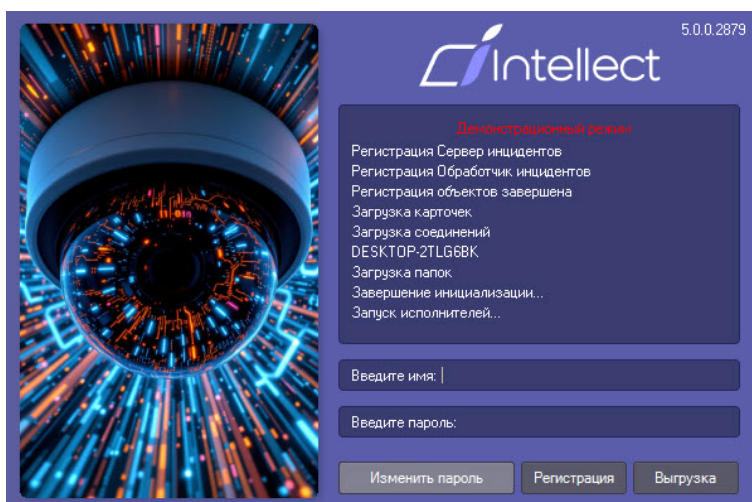 5.0.0.2879
Intellect
Демонстрационный режим
Регистрация Сервер инцидентов
Регистрация Обработчик инцидентов
Регистрация объектов завершена
Загрузка карточек
Загрузка соединений
DESKTOP-2TLG6BK
Загрузка папок
Завершение инициализации...
Запуск исполнителей...
Введите имя:
Введите пароль:
Изменить пароль
Регистрация
Выгрузка